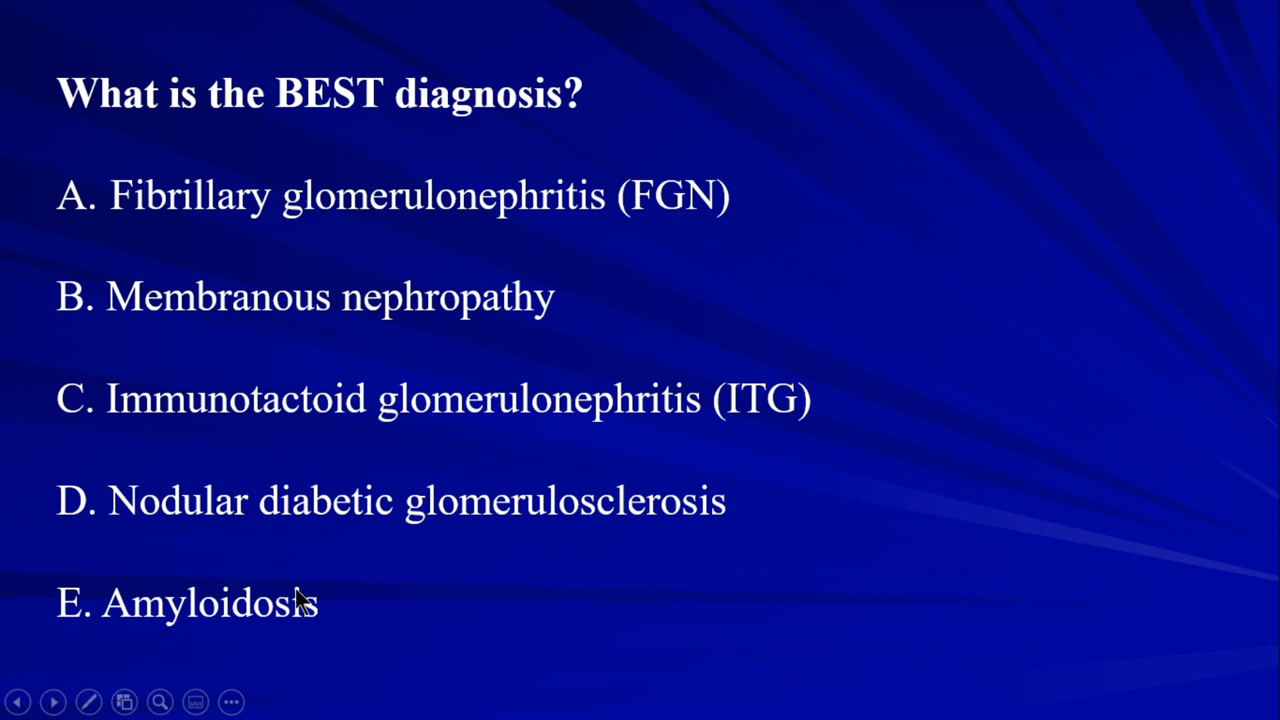 What is the BEST diagnosis?
A. Fibrillary glomerulonephritis (FGN)
B. Membranous nephropathy
C. Immunotactoid glomerulonephritis (ITG)
D. Nodular diabetic glomerulosclerosis
E. Amyloidosis